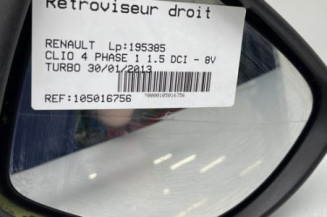 Rétroviseur droit
RENAULT Lp:195385
CLIO 4 PHASE 1 1.5 DCI - 8V
TURBO 30/01/2013
REF:105016756
70000105016756